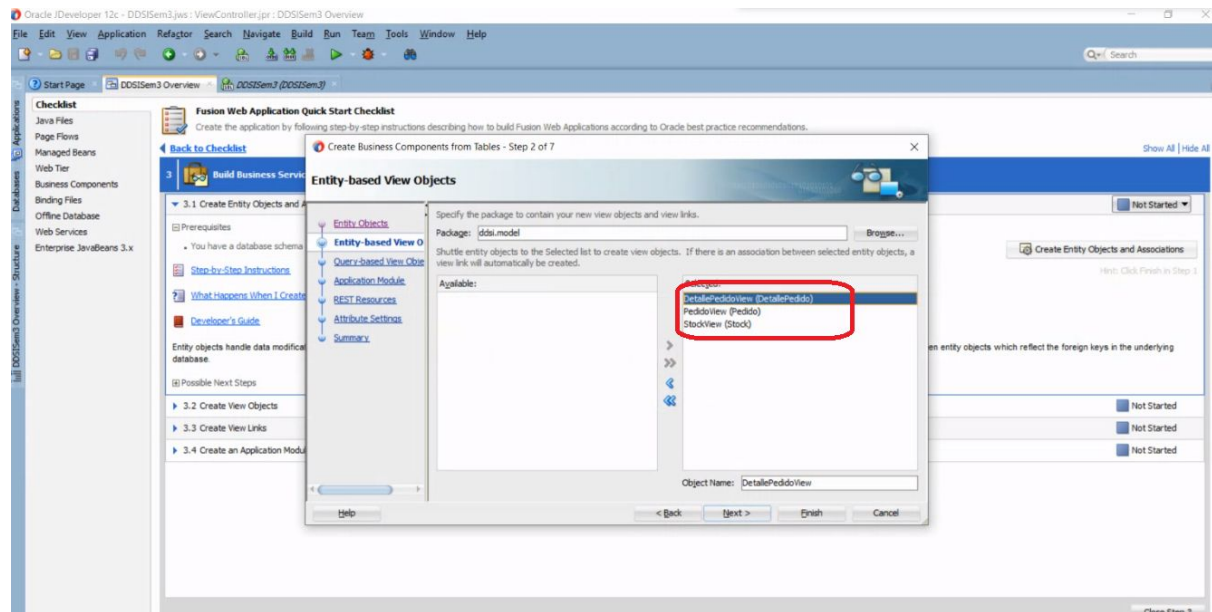 Oracle JDeveloper 12c - DDSISem3.jws : ViewController.jpr : DDSISem3 Overview
File Edit View Application Refactor Search Navigate Build Run Team Tools Window Help
Search
Start Page DDSISem3 Overview DDSISem3 (DDSISem3)
Applications
Databases
Structure
DDSISem3 Overview -
Checklist
Java Files
Page Flows
Managed Beans
Web Tier
Business Components
Binding Files
Offline Database
Web Services
Enterprise JavaBeans 3.x
Fusion Web Application Quick Start Checklist
Create the application by following step-by-step instructions describing how to build Fusion Web Applications according to Oracle best practice recommendations.
Back to Checklist
Show All | Hide All
3 Build Business Servic
3.1 Create Entity Objects and A
Not Started
Prerequisites
You have a database schema
Create Entity Objects and Associations
Step-by-Step Instructions
Hint: Click Finish in Step 1
What Happens When I Create
Developer's Guide
Entity objects handle data modificat
en entity objects which reflect the foreign keys in the underlying
database.
Possible Next Steps
3.2 Create View Objects
Not Started
3.3 Create View Links
Not Started
3.4 Create an Application Modul
Not Started
Create Business Components from Tables - Step 2 of 7
Entity-based View Objects
Entity Objects
Entity-based View O
Query-based View Obje
Application Module
REST Resources
Attribute Settings
Summary
Specify the package to contain your new view objects and view links.
Package: ddsi.model
Browse...
Shuttle entity objects to the Selected list to create view objects. If there is an association between selected entity objects, a
view link will automatically be created.
Available:
Selected:
DetallePedidoView (DetallePedido)
PedidoView (Pedido)
StockView (Stock)
Object Name: DetallePedidoView
Help
< Back Next > Finish Cancel